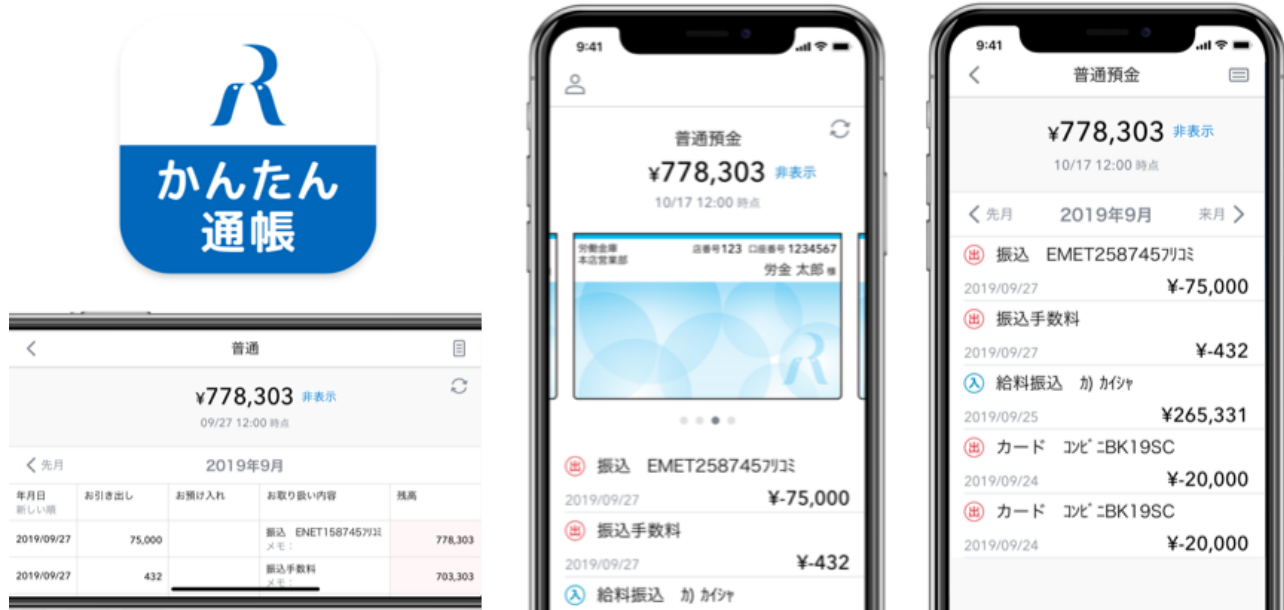 かんたん
通帳
普通
¥778,303 非表示
09/27 12:00 時点
先月 2019年9月
年月日 お引き出し お預け入れ お取り扱い内容 残高
新しい順
2019/09/27 75,000 振込 ENET158745フリコミ 778,303
メモ：
2019/09/27 432 振込手数料 703,303
メモ：
9:41
普通預金
¥778,303 非表示
10/17 12:00 時点
労働金庫 店番号123 口座番号1234567
本店営業部
労金 太郎 様
出 振込 EMET258745フリコミ
2019/09/27 ¥-75,000
出 振込手数料
2019/09/27 ¥-432
入 給料振込 カ) カイシャ
9:41
普通預金
¥778,303 非表示
10/17 12:00 時点
先月 2019年9月 来月
出 振込 EMET258745フリコミ
2019/09/27 ¥-75,000
出 振込手数料
2019/09/27 ¥-432
入 給料振込 カ) カイシャ
2019/09/25 ¥265,331
出 カード コンビニBK19SC
2019/09/24 ¥-20,000
出 カード コンビニBK19SC
2019/09/24 ¥-20,000